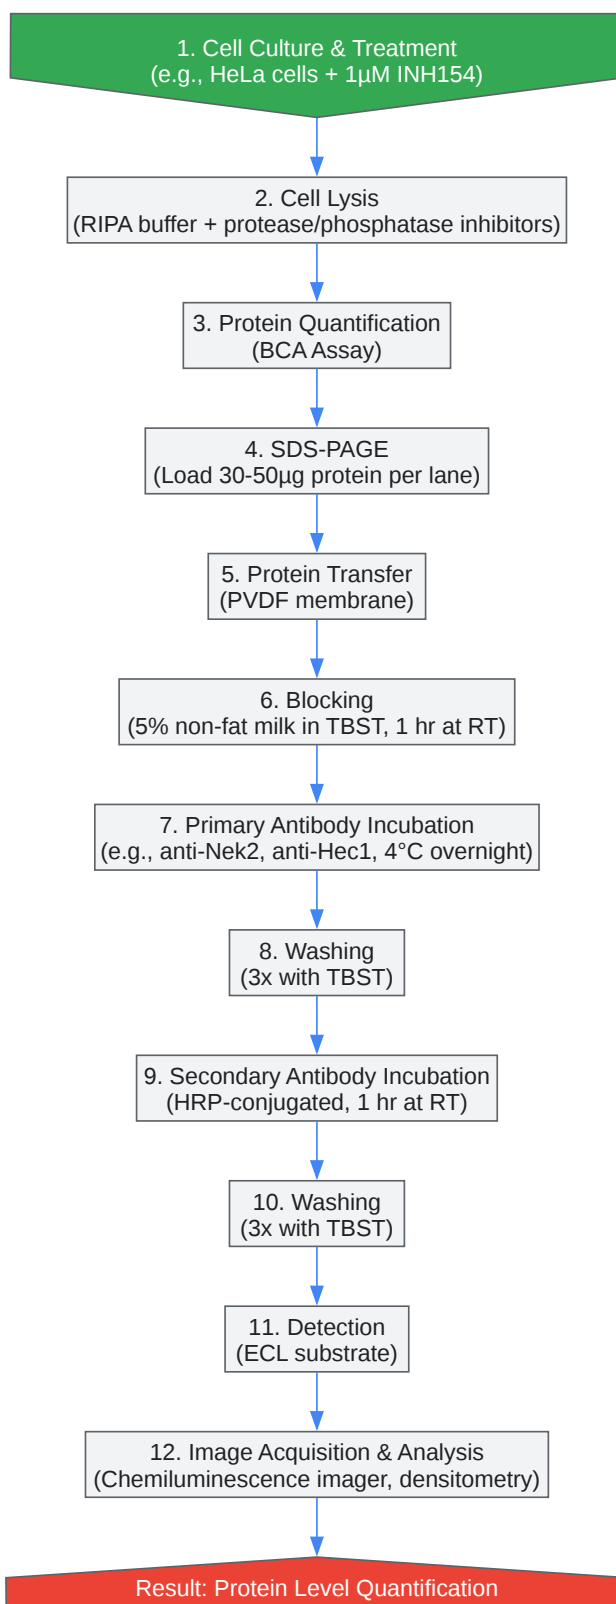 1. Cell Culture & Treatment
(e.g., HeLa cells + 1µM INH154)
2. Cell Lysis
(RIPA buffer + protease/phosphatase inhibitors)
3. Protein Quantification
(BCA Assay)
4. SDS-PAGE
(Load 30-50µg protein per lane)
5. Protein Transfer
(PVDF membrane)
6. Blocking
(5% non-fat milk in TBST, 1 hr at RT)
7. Primary Antibody Incubation
(e.g., anti-Nek2, anti-Hec1, 4°C overnight)
8. Washing
(3x with TBST)
9. Secondary Antibody Incubation
(HRP-conjugated, 1 hr at RT)
10. Washing
(3x with TBST)
11. Detection
(ECL substrate)
12. Image Acquisition & Analysis
(Chemiluminescence imager, densitometry)
Result: Protein Level Quantification